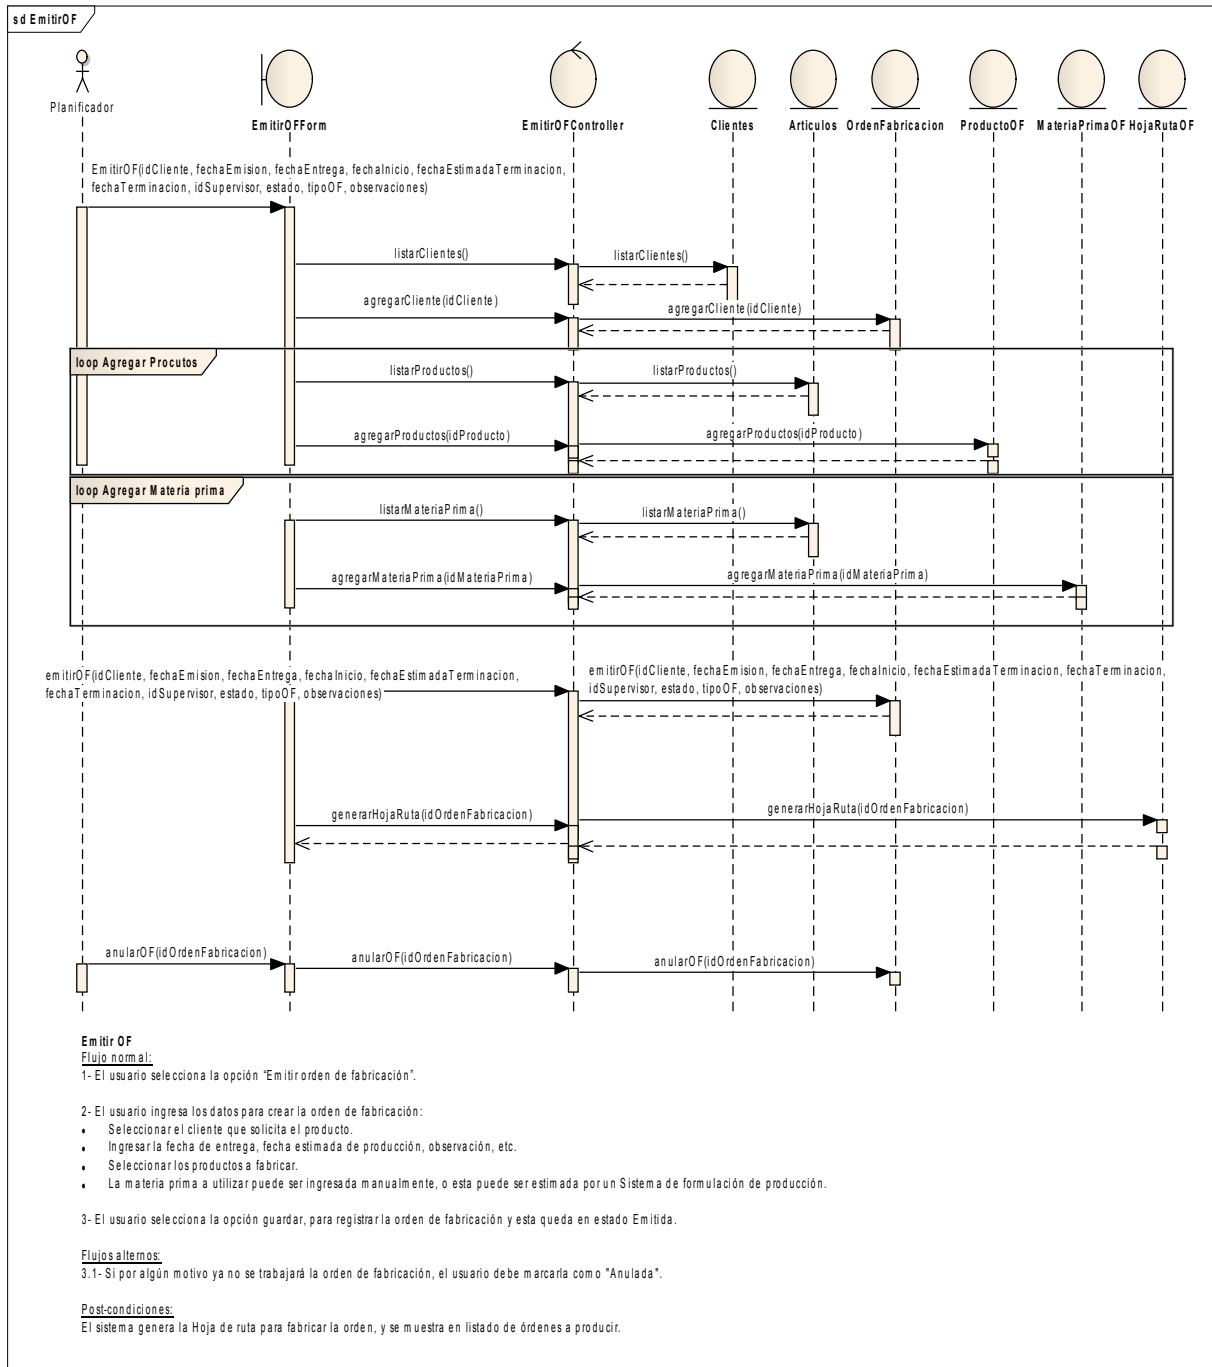 sd EmitirOF
Planificador
EmitirOFForm
EmitirOFController
Clientes
Articulos
OrdenFabricacion
ProductoOF
MateriaPrimaOF
HojaRutaOF
EmitirOF(idCliente, fechaEmision, fechaEntrega, fechaInicio, fechaEstimadaTerminacion,
fechaTerminacion, idSupervisor, estado, tipoOF, observaciones)
listarClientes()
listarClientes()
agregarCliente(idCliente)
agregarCliente(idCliente)
loop Agregar Procutos
listarProductos()
listarProductos()
agregarProductos(idProducto)
agregarProductos(idProducto)
loop Agregar Materia prima
listarMateriaPrima()
listarMateriaPrima()
agregarMateriaPrima(idMateriaPrima)
agregarMateriaPrima(idMateriaPrima)
emitirOF(idCliente, fechaEmision, fechaEntrega, fechaInicio, fechaEstimadaTerminacion,
fechaTerminacion, idSupervisor, estado, tipoOF, observaciones)
emitirOF(idCliente, fechaEmision, fechaEntrega, fechaInicio, fechaEstimadaTerminacion, fechaTerminacion,
idSupervisor, estado, tipoOF, observaciones)
generarHojaRuta(idOrdenFabricacion)
generarHojaRuta(idOrdenFabricacion)
anularOF(idOrdenFabricacion)
anularOF(idOrdenFabricacion)
anularOF(idOrdenFabricacion)
Emitir OF
Flujo normal:
1- El usuario selecciona la opción “Emitir orden de fabricación”.
2- El usuario ingresa los datos para crear la orden de fabricación:
• Seleccionar el cliente que solicita el producto.
• Ingresar la fecha de entrega, fecha estimada de producción, observación, etc.
• Seleccionar los productos a fabricar.
• La materia prima a utilizar puede ser ingresada manualmente, o esta puede ser estimada por un Sistema de formulación de producción.
3- El usuario selecciona la opción guardar, para registrar la orden de fabricación y esta queda en estado Emitida.
Flujos alternos:
3.1- Si por algún motivo ya no se trabajará la orden de fabricación, el usuario debe marcarla como "Anulada".
Post-condiciones:
El sistema genera la Hoja de ruta para fabricar la orden, y se muestra en listado de órdenes a producir.